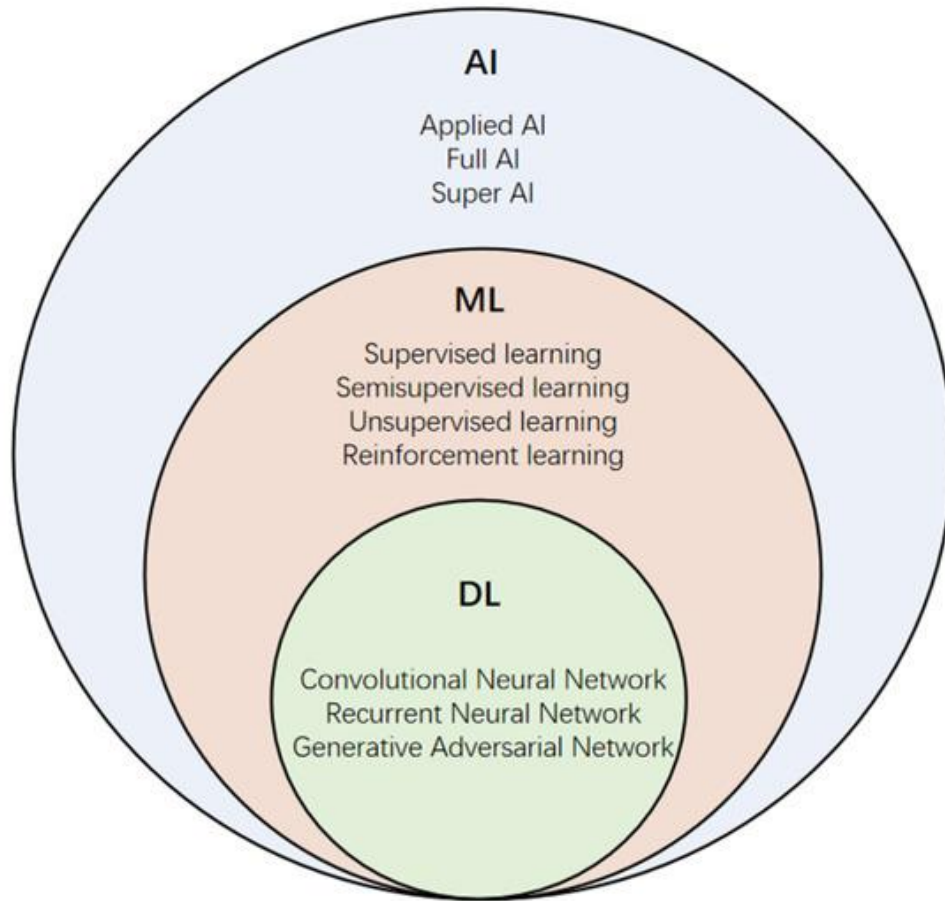 AI
Applied AI
Full AI
Super AI
ML
Supervised learning
Semisupervised learning
Unsupervised learning
Reinforcement learning
DL
Convolutional Neural Network
Recurrent Neural Network
Generative Adversarial Network